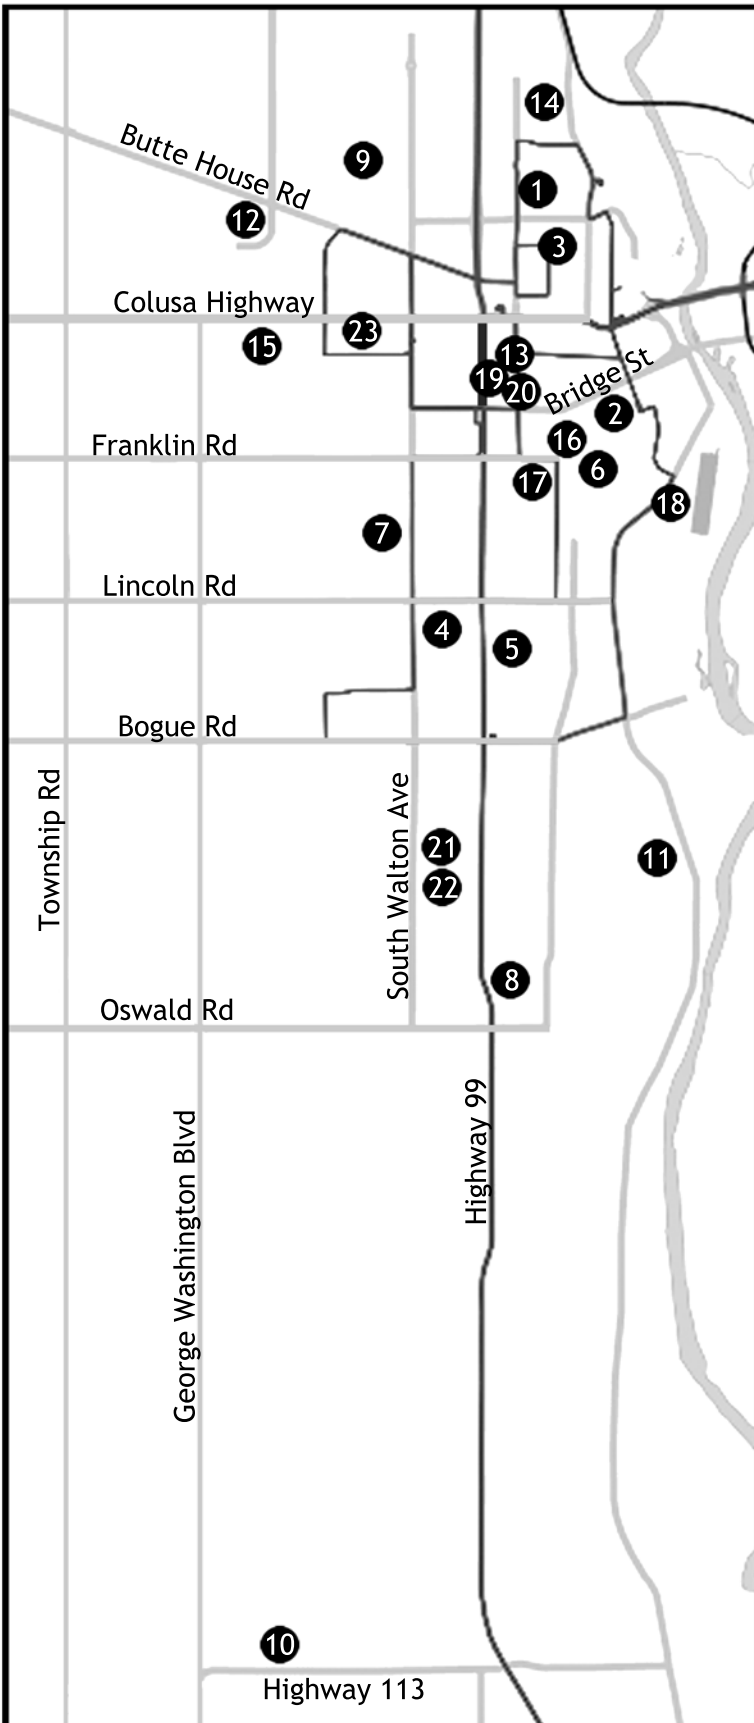 14
Butte House Rd
9
1
12
3
Colusa Highway
23
15
13
19
20
Bridge St
2
16
Franklin Rd
6
17
18
7
Lincoln Rd
4
5
Bogue Rd
Township Rd
South Walton Ave
21
11
22
8
Oswald Rd
Highway 99
George Washington Blvd
10
Highway 113